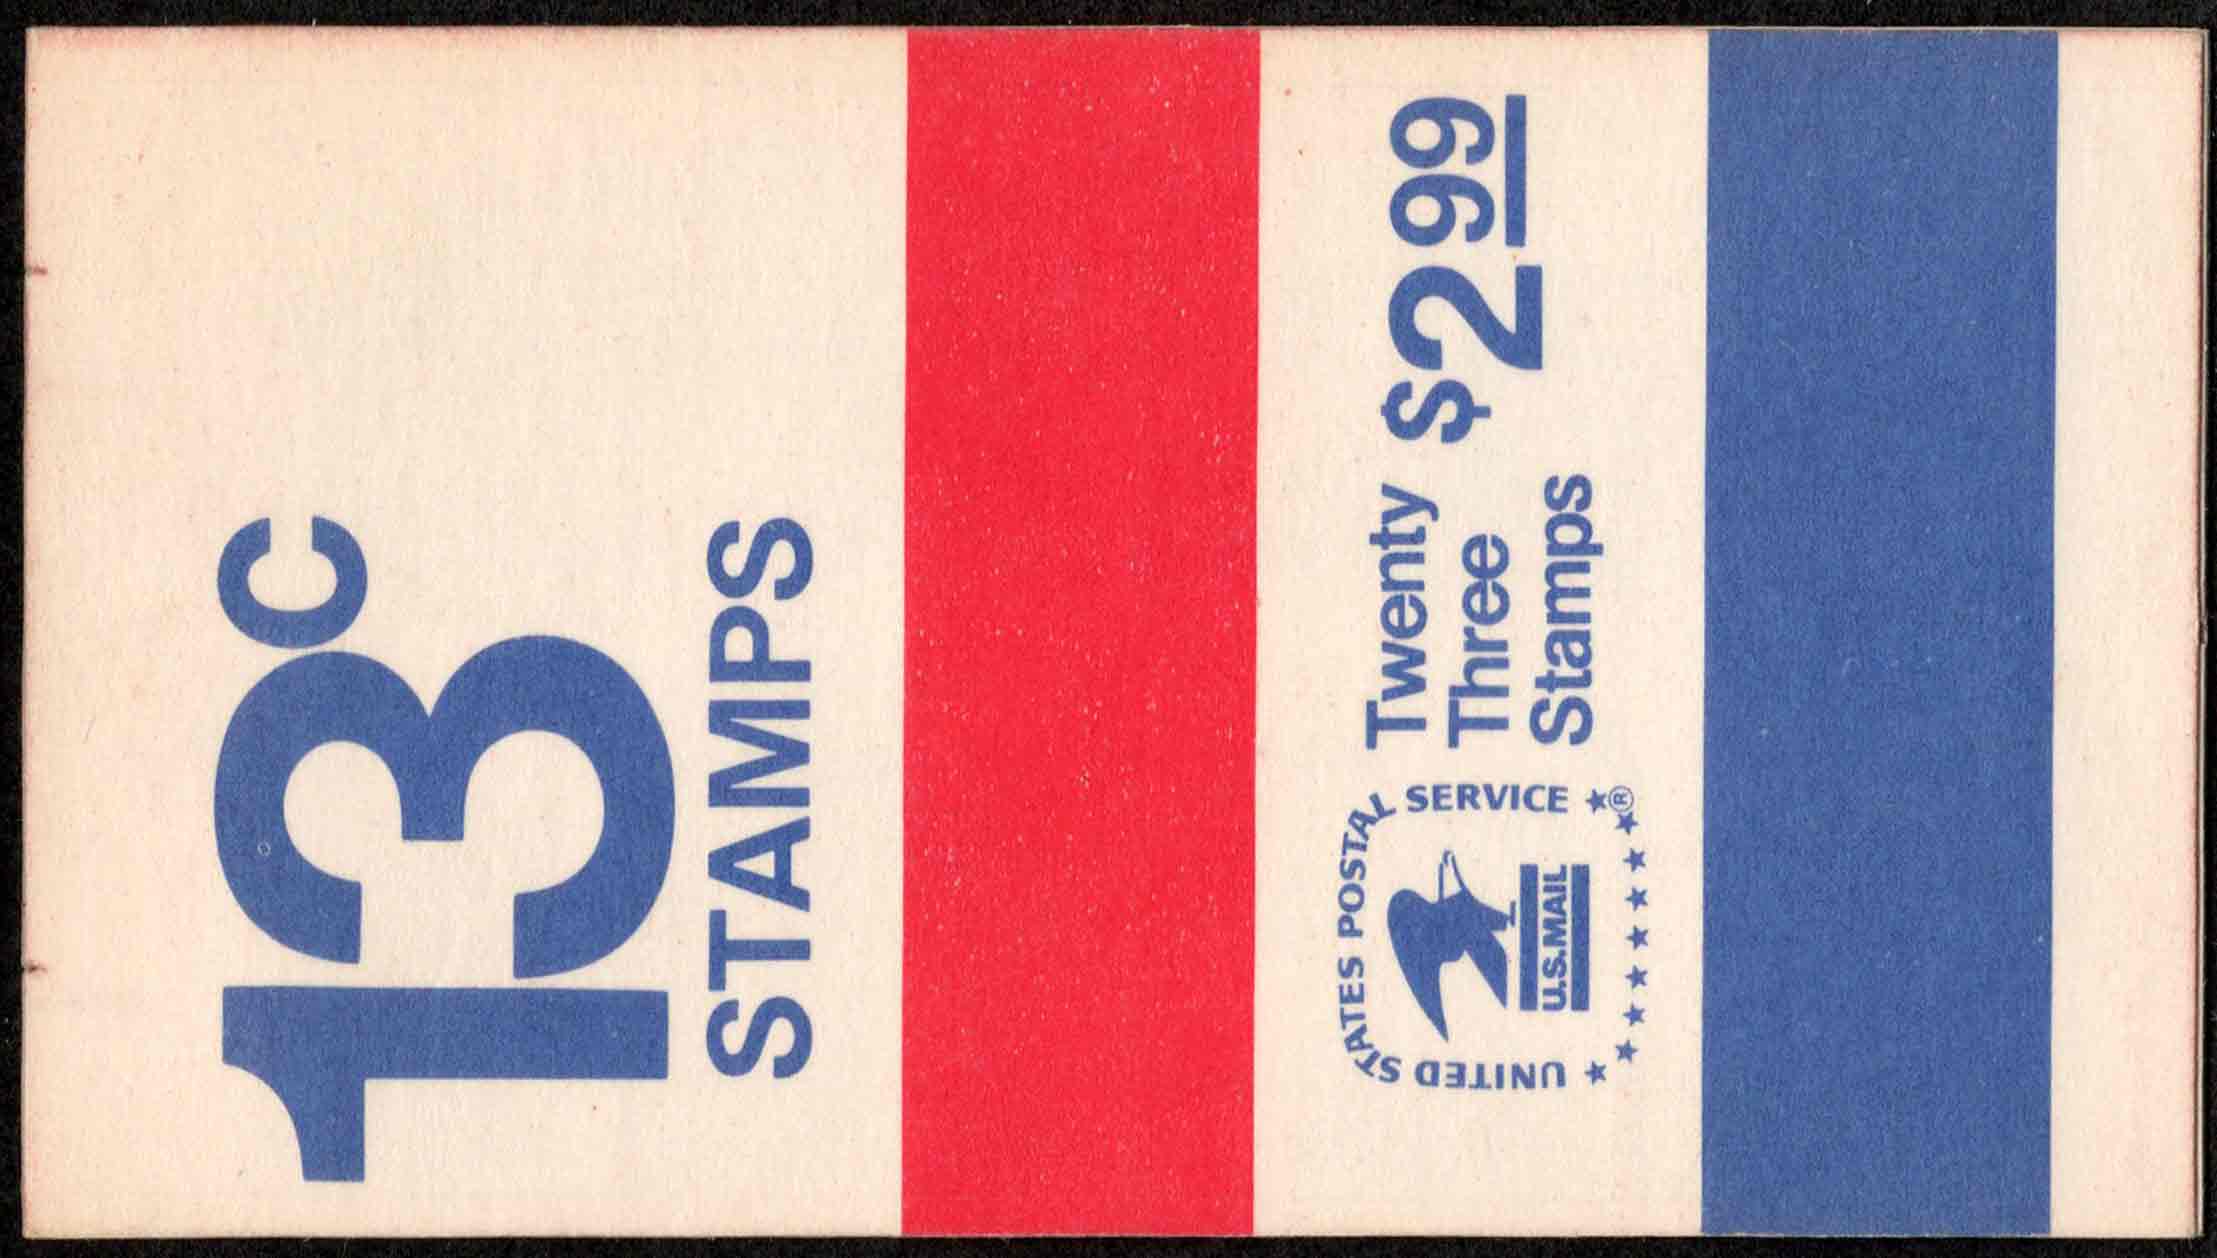 13c
STAMPS
Twenty
Three
Stamps
$2.99
UNITED STATES POSTAL SERVICE ®
U.S.MAIL